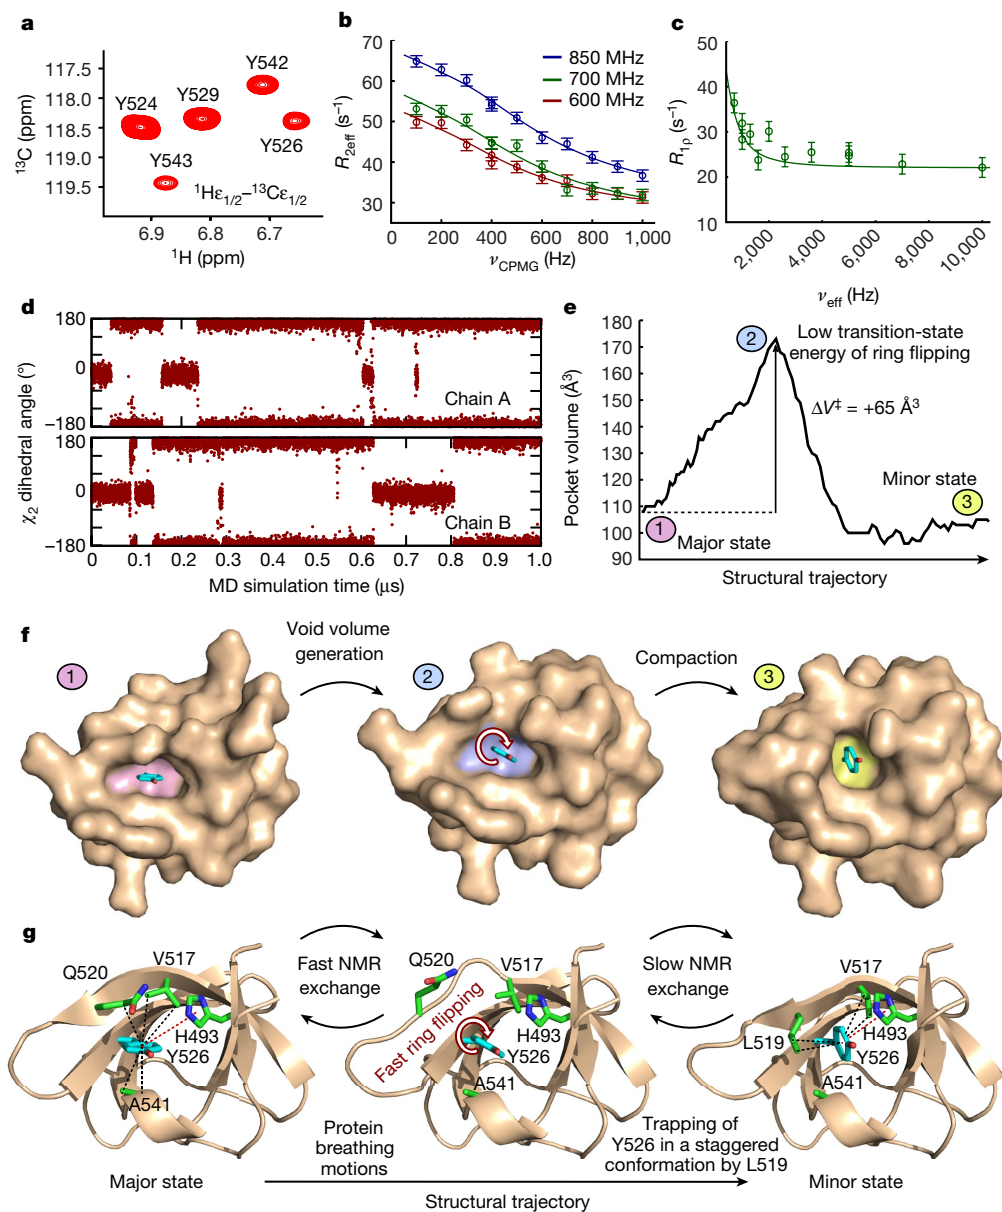 a
117.5
118.0
118.5
119.0
119.5
13C (ppm)
Y542
Y524
Y529
Y526
Y543
1Hε1/2–13Cε1/2
6.9
6.8
6.7
1H (ppm)
b
70
60
50
40
30
R2eff (s−1)
850 MHz
700 MHz
600 MHz
0
200
400
600
800
1,000
νCPMG (Hz)
c
50
40
30
20
10
R1ρ (s−1)
2,000
4,000
6,000
8,000
10,000
νeff (Hz)
d
180
0
−180
Chain A
180
0
−180
Chain B
χ2 dihedral angle (°)
0
6.1
0.2
0.3
0.4
0.5
0.6
0.7
0.8
0.9
1.0
MD simulation time (μs)
e
180
170
160
150
140
130
120
110
100
90
Pocket volume (Å3)
2
Low transition-state
energy of ring flipping
ΔV‡ = +65 Å3
Minor state
3
1
Major state
Structural trajectory
f
1
Void volume
generation
2
Compaction
3
g
Q520
V517
H493
Y526
A541
Major state
Fast NMR
exchange
Q520
V517
Fast ring flipping
H493
Y526
A541
Protein
breathing
motions
Slow NMR
exchange
V517
H493
L519
Y526
A541
Trapping of
Y526 in a staggered
conformation by L519
Minor state
Structural trajectory